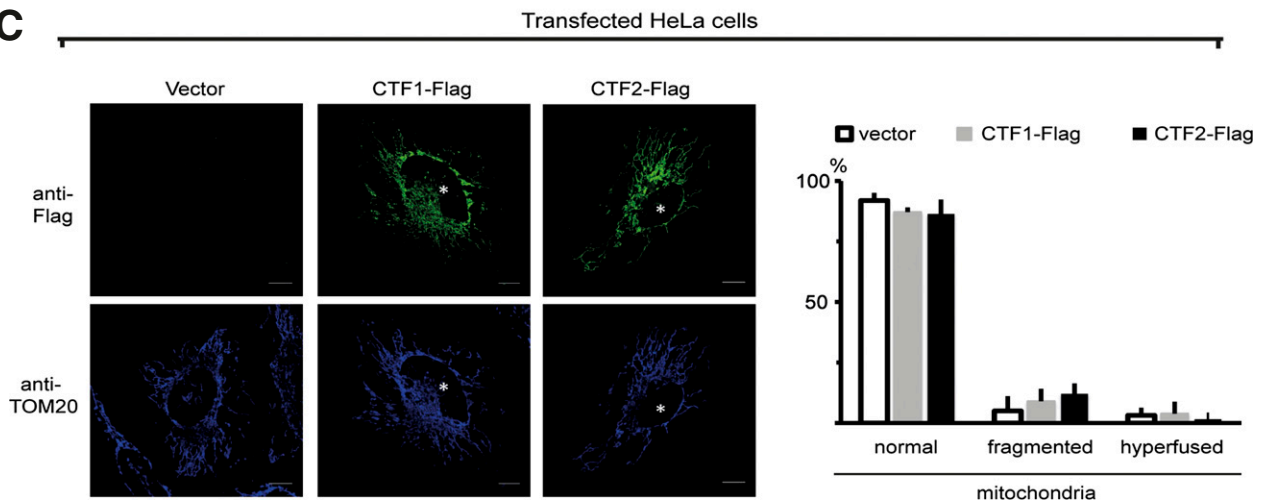 C
Transfected HeLa cells
Vector
CTF1-Flag
CTF2-Flag
anti-
Flag
*
*
anti-
TOM20
*
*
vector
CTF1-Flag
CTF2-Flag
%
100
50
normal
fragmented
hyperfused
mitochondria